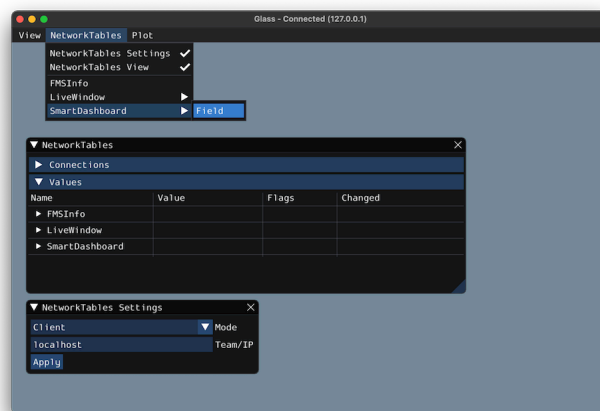 Glass - Connected (127.0.0.1)
View NetworkTables Plot
NetworkTables Settings
NetworkTables View
FMSInfo
LiveWindow
SmartDashboard Field
NetworkTables
Connections
Values
Name Value Flags Changed
FMSInfo
LiveWindow
SmartDashboard
NetworkTables Settings
Client Mode
localhost Team/IP
Apply